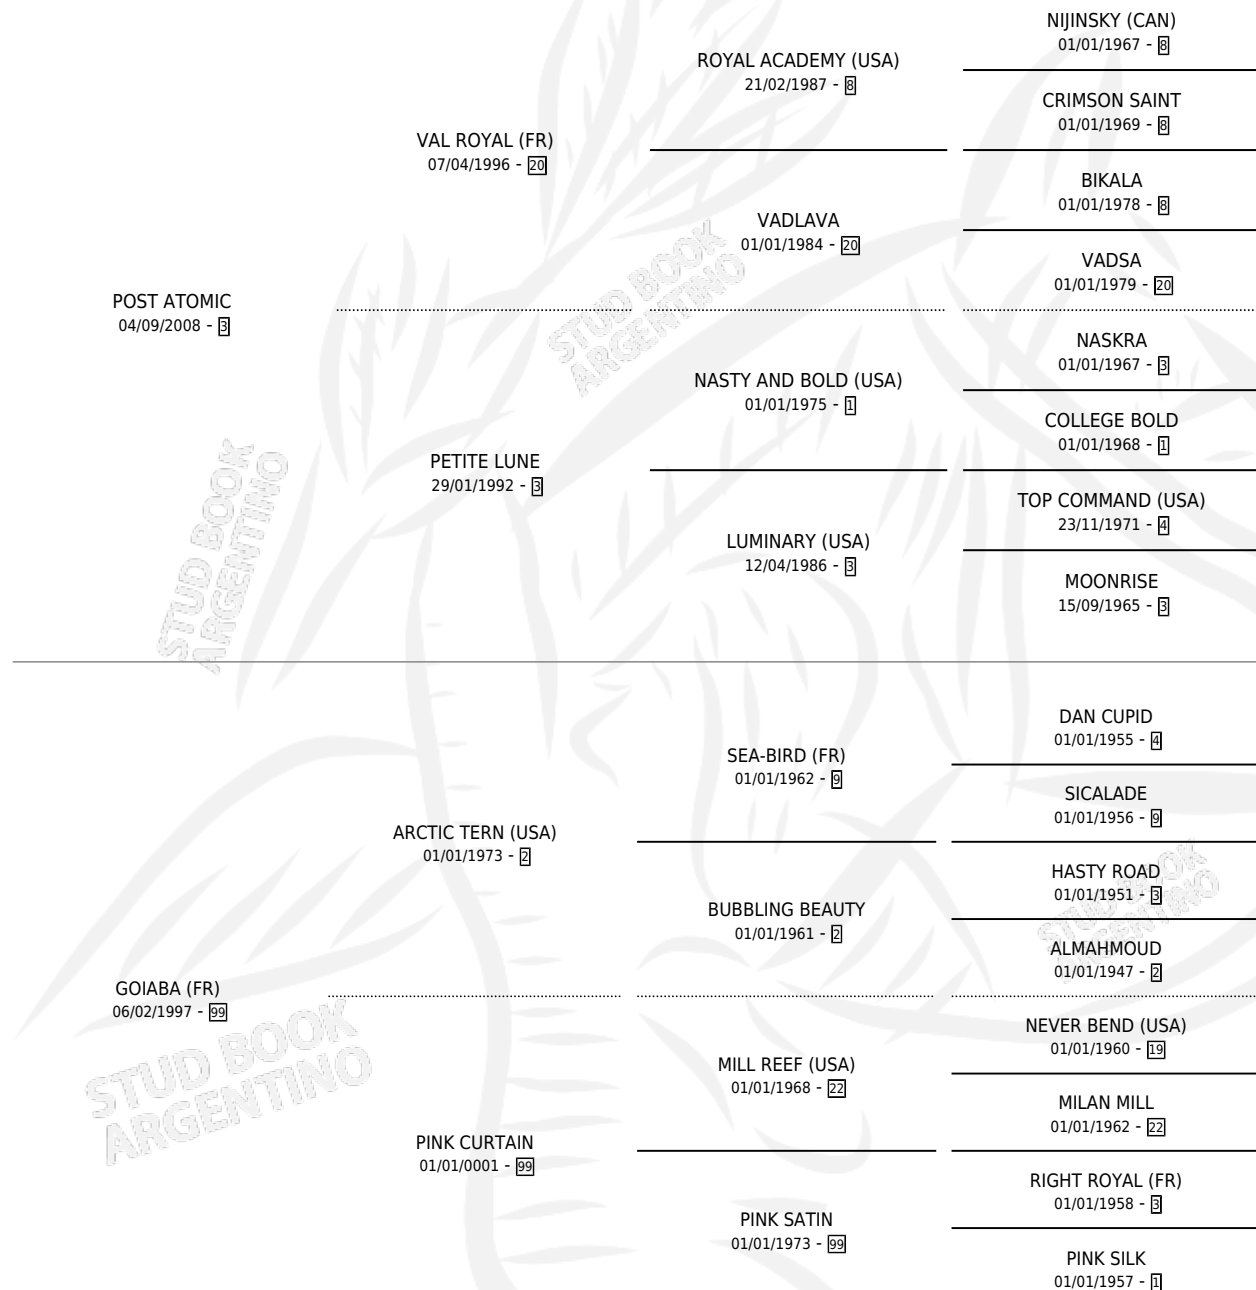 NIJINSKY (CAN)
01/01/1967 - 8
ROYAL ACADEMY (USA)
21/02/1987 - 8
CRIMSON SAINT
01/01/1969 - 8
VAL ROYAL (FR)
07/04/1996 - 20
BIKALA
01/01/1978 - 8
VADLAVA
01/01/1984 - 20
VADSA
01/01/1979 - 20
POST ATOMIC
04/09/2008 - 3
STUD BOOK
ARGENTINO
NASKRA
01/01/1967 - 3
NASTY AND BOLD (USA)
01/01/1975 - 1
COLLEGE BOLD
01/01/1968 - 1
PETITE LUNE
29/01/1992 - 3
TOP COMMAND (USA)
23/11/1971 - 4
LUMINARY (USA)
12/04/1986 - 3
MOONRISE
15/09/1965 - 3
STUD BOOK
ARGENTINO
DAN CUPID
01/01/1955 - 4
SEA-BIRD (FR)
01/01/1962 - 9
SICALADE
01/01/1956 - 9
ARCTIC TERN (USA)
01/01/1973 - 2
HASTY ROAD
01/01/1951 - 3
BUBBLING BEAUTY
01/01/1961 - 2
STUD BOOK
ARGENTINO
ALMAHMOUD
01/01/1947 - 2
GOIABA (FR)
06/02/1997 - 99
STUD BOOK
ARGENTINO
NEVER BEND (USA)
01/01/1960 - 19
MILL REEF (USA)
01/01/1968 - 22
MILAN MILL
01/01/1962 - 22
PINK CURTAIN
01/01/0001 - 99
RIGHT ROYAL (FR)
01/01/1958 - 3
PINK SATIN
01/01/1973 - 99
PINK SILK
01/01/1957 - 1